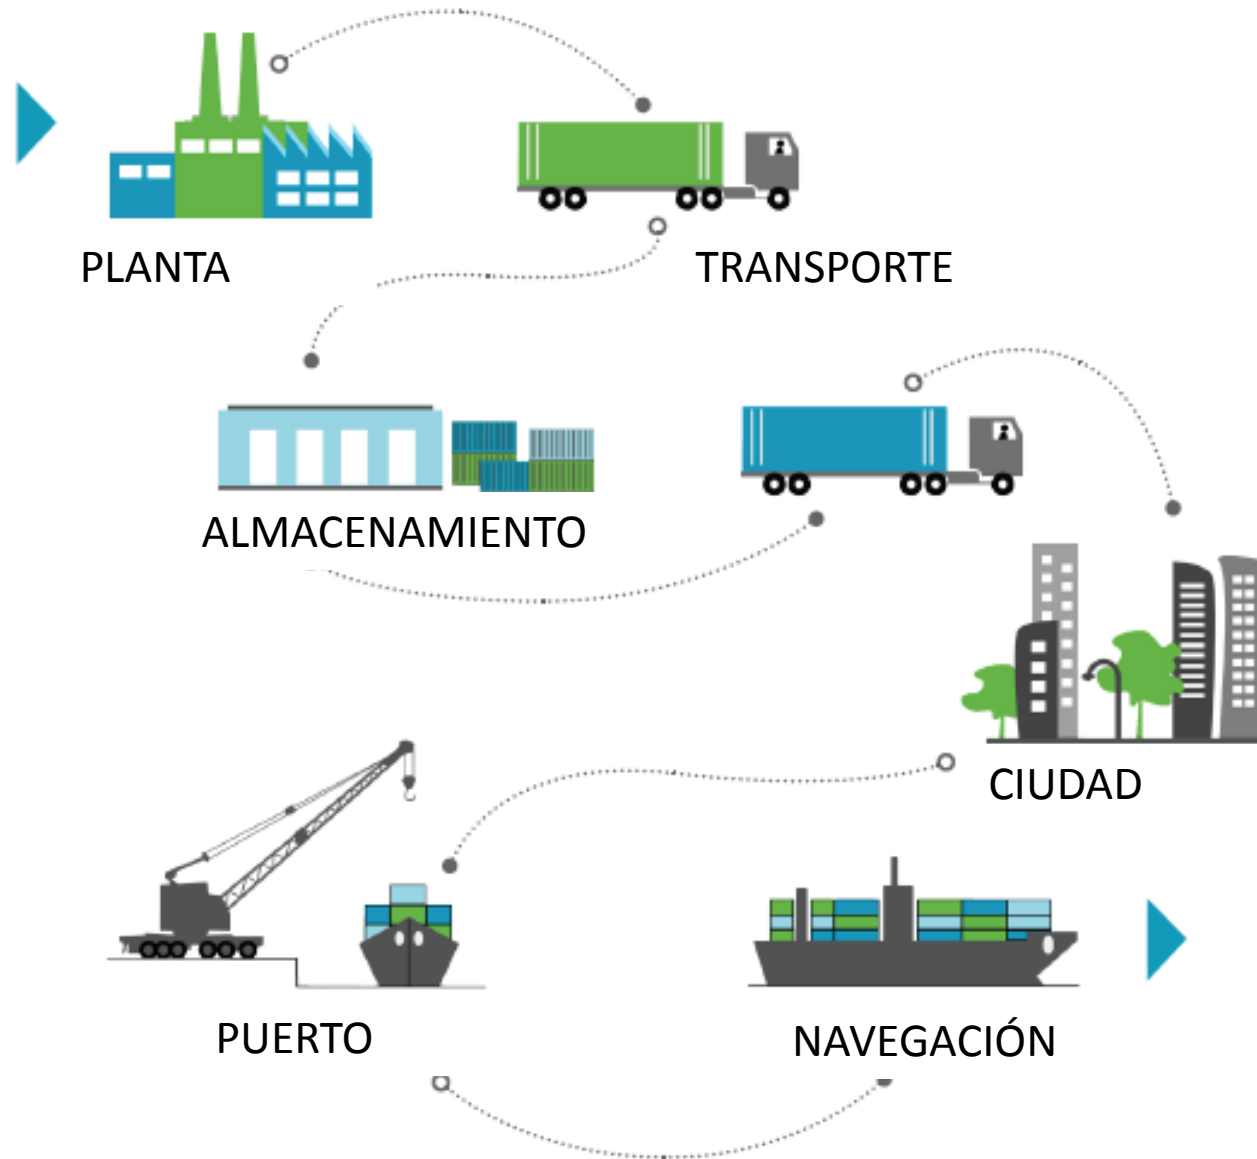 PLANTA
TRANSPORTE
ALMACENAMIENTO
CIUDAD
PUERTO
NAVEGACIÓN